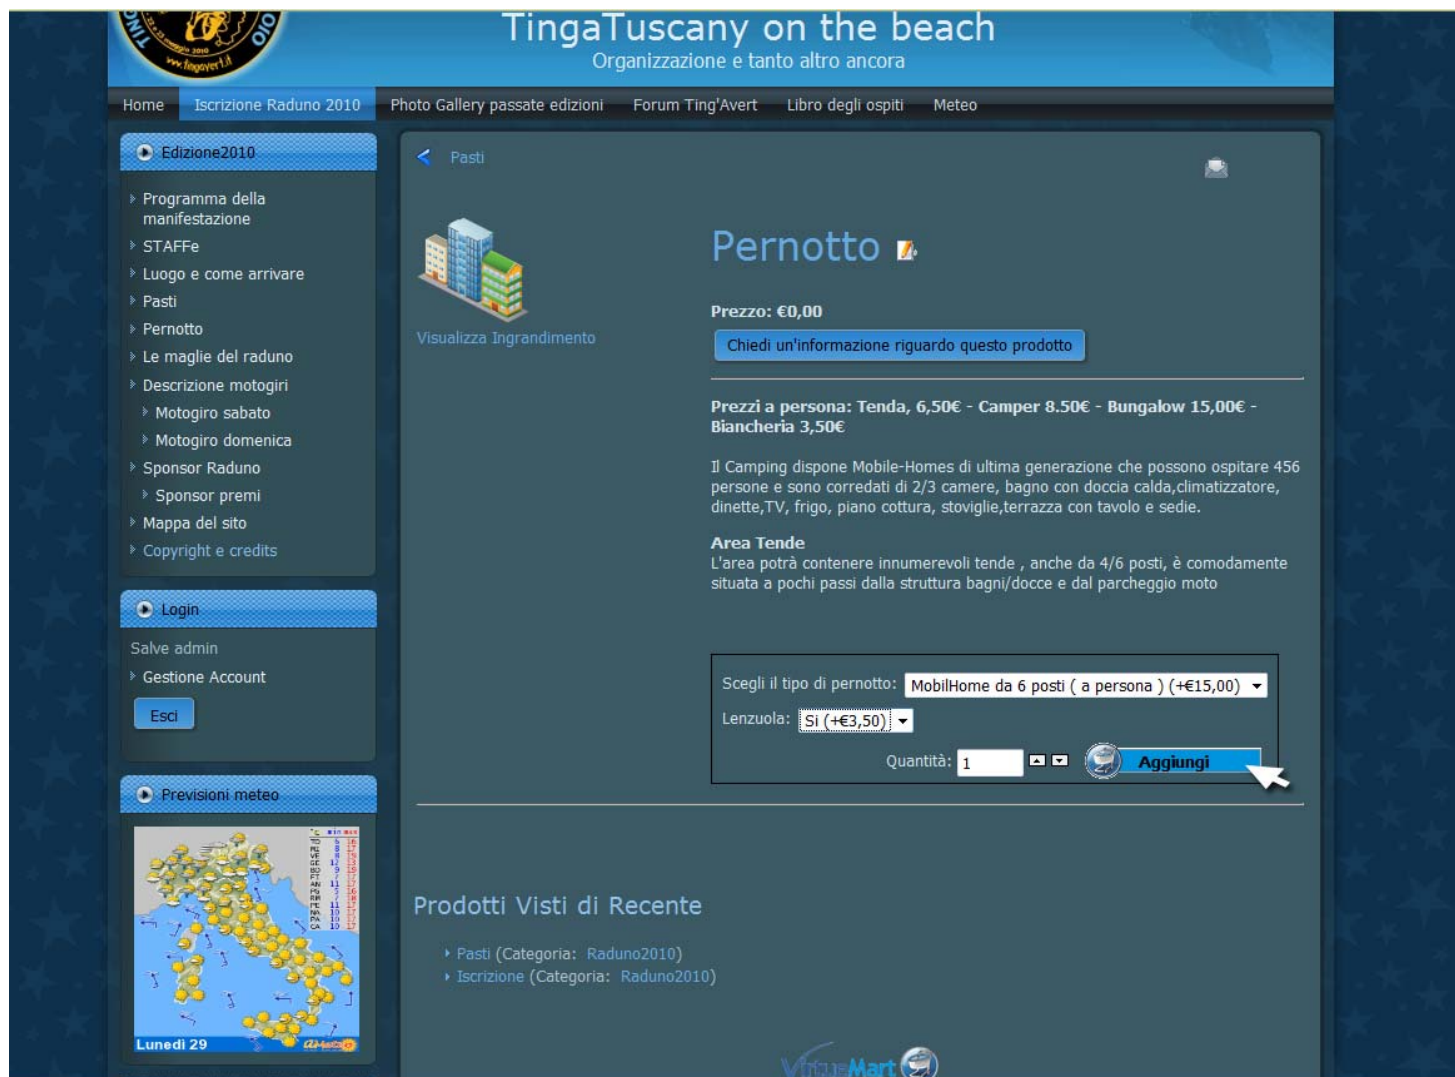 TingaTuscany on the beach
Organizzazione e tanto altro ancora
www.tingavert.it
Home Iscrizione Raduno 2010 Photo Gallery passate edizioni Forum Ting'Avert Libro degli ospiti Meteo
Edizione2010
Programma della
manifestazione
STAFFe
Luogo e come arrivare
Pasti
Pernotto
Le maglie del raduno
Descrizione motogiri
Motogiro sabato
Motogiro domenica
Sponsor Raduno
Sponsor premi
Mappa del sito
Copyright e credits
Login
Salve admin
Gestione Account
Esci
Previsioni meteo
Lunedì 29
Pasti
Visualizza Ingrandimento
Pernotto
Prezzo: €0,00
Chiedi un'informazione riguardo questo prodotto
Prezzi a persona: Tenda, 6,50€ - Camper 8.50€ - Bungalow 15,00€ -
Biancheria 3,50€
Il Camping dispone Mobile-Homes di ultima generazione che possono ospitare 456
persone e sono corredati di 2/3 camere, bagno con doccia calda,climatizzatore,
dinette,TV, frigo, piano cottura, stoviglie,terrazza con tavolo e sedie.
Area Tende
L'area potrà contenere innumerevoli tende , anche da 4/6 posti, è comodamente
situata a pochi passi dalla struttura bagni/docce e dal parcheggio moto
Scegli il tipo di pernotto: MobilHome da 6 posti ( a persona ) (+€15,00)
Lenzuola: Si (+€3,50)
Quantità: 1 Aggiungi
Prodotti Visti di Recente
Pasti (Categoria: Raduno2010)
Iscrizione (Categoria: Raduno2010)
VirtueMart